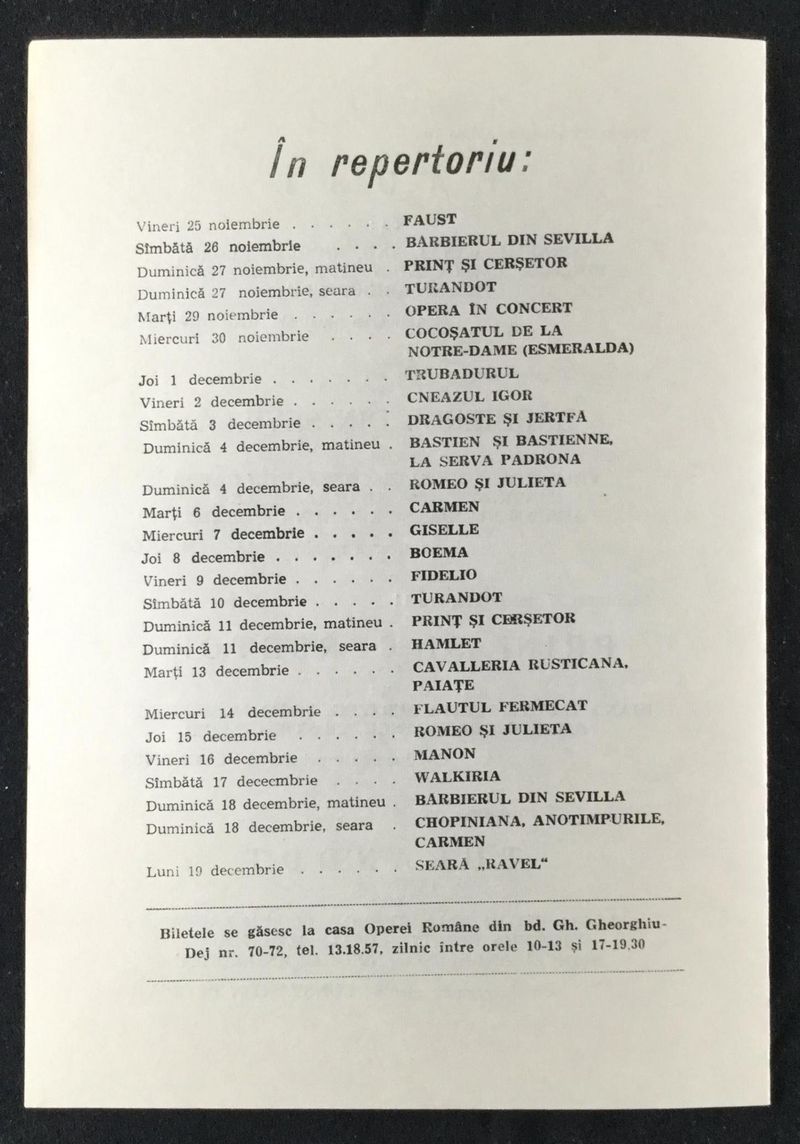 În repertoriu:
Vineri 25 noiembrie . . . . . . FAUST
Sîmbătă 26 noiembrie . . . . BĂRBIERUL DIN SEVILLA
Duminică 27 noiembrie, matineu . PRINȚ ȘI CERȘETOR
Duminică 27 noiembrie, seara . . TURANDOT
Marți 29 noiembrie . . . . . . OPERA ÎN CONCERT
Miercuri 30 noiembrie . . . . COCOȘATUL DE LA
NOTRE-DAME (ESMERALDA)
Joi 1 decembrie . . . . . . . TRUBADURUL
Vineri 2 decembrie . . . . . . CNEAZUL IGOR
Sîmbătă 3 decembrie . . . . . DRAGOSTE ȘI JERTFĂ
Duminică 4 decembrie, matineu . BASTIEN ȘI BASTIENNE,
LA SERVA PADRONA
Duminică 4 decembrie, seara . . ROMEO ȘI JULIETA
Marți 6 decembrie . . . . . . CARMEN
Miercuri 7 decembrie . . . . . GISELLE
Joi 8 decembrie . . . . . . . BOEMA
Vineri 9 decembrie . . . . . . FIDELIO
Sîmbătă 10 decembrie . . . . . TURANDOT
Duminică 11 decembrie, matineu . PRINȚ ȘI CERȘETOR
Duminică 11 decembrie, seara . HAMLET
Marți 13 decembrie . . . . . . CAVALLERIA RUSTICANA,
PAIAȚE
Miercuri 14 decembrie . . . . FLAUTUL FERMECAT
Joi 15 decembrie . . . . . . ROMEO ȘI JULIETA
Vineri 16 decembrie . . . . . MANON
Sîmbătă 17 dececmbrie . . . . WALKIRIA
Duminică 18 decembrie, matineu . BĂRBIERUL DIN SEVILLA
Duminică 18 decembrie, seara . CHOPINIANA, ANOTIMPURILE,
CARMEN
Luni 19 decembrie . . . . . . SEARĂ „RAVEL“
Biletele se găsesc la casa Operei Române din bd. Gh. Gheorghiu-
Dej nr. 70-72, tel. 13.18.57, zilnic între orele 10-13 și 17-19,30